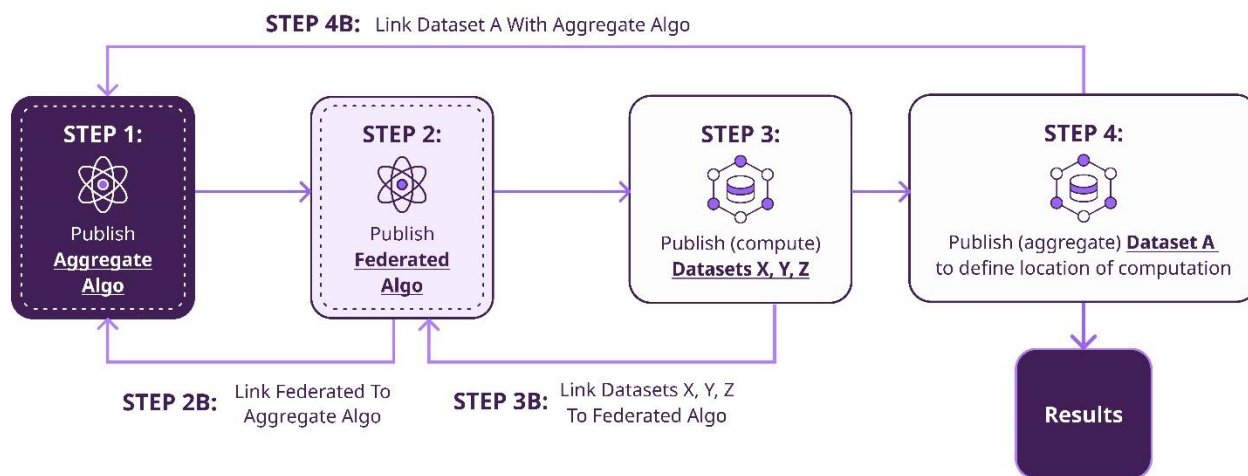 STEP 4B: Link Dataset A With Aggregate Algo
STEP 1:
Publish
Aggregate
Algo
STEP 2:
Publish
Federated
Algo
STEP 3:
Publish (compute)
Datasets X, Y, Z
STEP 4:
Publish (aggregate) Dataset A
to define location of computation
STEP 2B:
Link Federated To
Aggregate Algo
STEP 3B:
Link Datasets X, Y, Z
To Federated Algo
Results